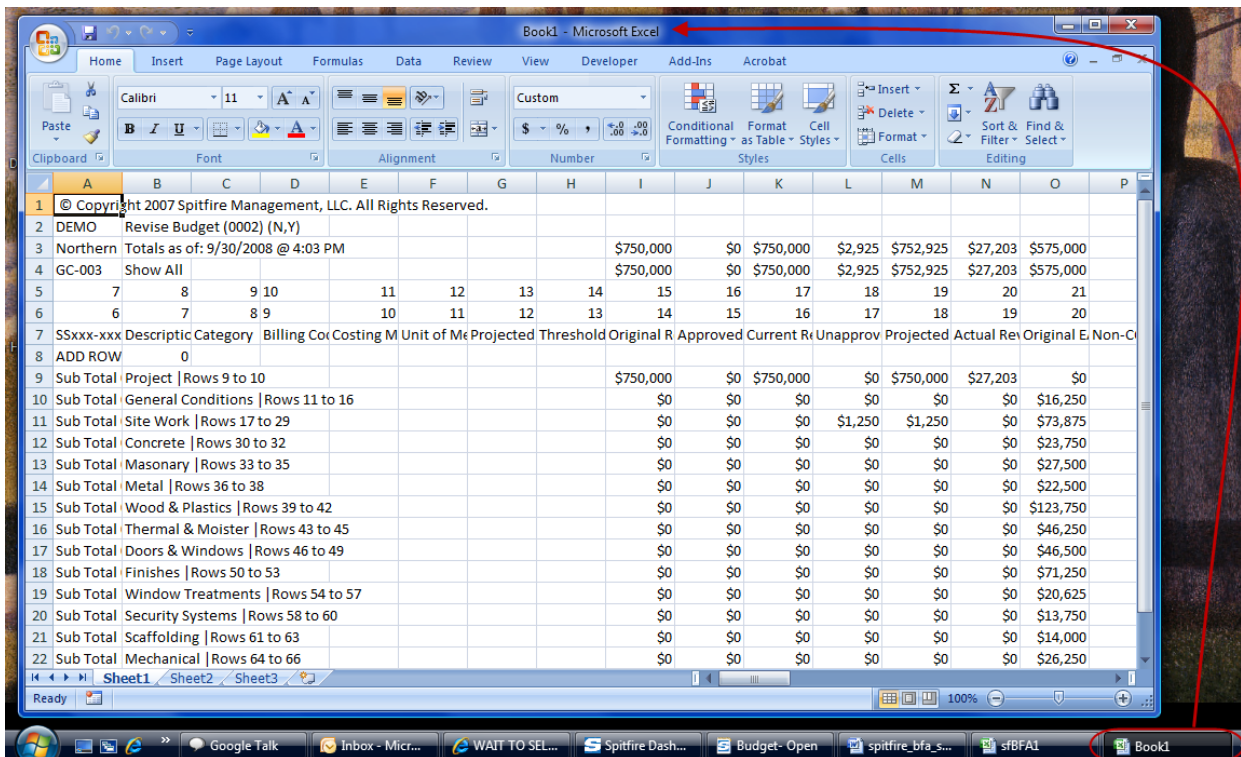 Book1 - Microsoft Excel
Home Insert Page Layout Formulas Data Review View Developer Add-Ins Acrobat
Paste
Clipboard
Calibri 11
B I U
Font
Alignment
Custom
$ % ,
Number
Conditional Formatting
Format as Table
Cell Styles
Styles
Insert
Delete
Format
Cells
Σ
Sort & Filter
Find & Select
Editing
A B C D E F G H I J K L M N O P
1 © Copyright 2007 Spitfire Management, LLC. All Rights Reserved.
2 DEMO Revise Budget (0002) (N,Y)
3 Northern Totals as of: 9/30/2008 @ 4:03 PM $750,000 $0 $750,000 $2,925 $752,925 $27,203 $575,000
4 GC-003 Show All $750,000 $0 $750,000 $2,925 $752,925 $27,203 $575,000
5 7 8 9 10 11 12 13 14 15 16 17 18 19 20 21
6 6 7 8 9 10 11 12 13 14 15 16 17 18 19 20
7 SSxxx-xxx Descriptic Category Billing Co Costing M Unit of Me Projected Threshold Original R Approved Current Re Unapprov Projected Actual Rev Original E Non-C
8 ADD ROW 0
9 Sub Total Project |Rows 9 to 10 $750,000 $0 $750,000 $0 $750,000 $27,203 $0
10 Sub Total General Conditions |Rows 11 to 16 $0 $0 $0 $0 $0 $0 $16,250
11 Sub Total Site Work |Rows 17 to 29 $0 $0 $0 $1,250 $1,250 $0 $73,875
12 Sub Total Concrete |Rows 30 to 32 $0 $0 $0 $0 $0 $0 $23,750
13 Sub Total Masonary |Rows 33 to 35 $0 $0 $0 $0 $0 $0 $27,500
14 Sub Total Metal |Rows 36 to 38 $0 $0 $0 $0 $0 $0 $22,500
15 Sub Total Wood & Plastics |Rows 39 to 42 $0 $0 $0 $0 $0 $0 $123,750
16 Sub Total Thermal & Moister |Rows 43 to 45 $0 $0 $0 $0 $0 $0 $46,250
17 Sub Total Doors & Windows |Rows 46 to 49 $0 $0 $0 $0 $0 $0 $46,500
18 Sub Total Finishes |Rows 50 to 53 $0 $0 $0 $0 $0 $0 $71,250
19 Sub Total Window Treatments |Rows 54 to 57 $0 $0 $0 $0 $0 $0 $20,625
20 Sub Total Security Systems |Rows 58 to 60 $0 $0 $0 $0 $0 $0 $13,750
21 Sub Total Scaffolding |Rows 61 to 63 $0 $0 $0 $0 $0 $0 $14,000
22 Sub Total Mechanical |Rows 64 to 66 $0 $0 $0 $0 $0 $0 $26,250
Sheet1 Sheet2 Sheet3
Ready 100%
Google Talk Inbox - Micr... WAIT TO SEL... Spitfire Dash... Budget- Open spitfire_bfa_s... sfBFA1 Book1